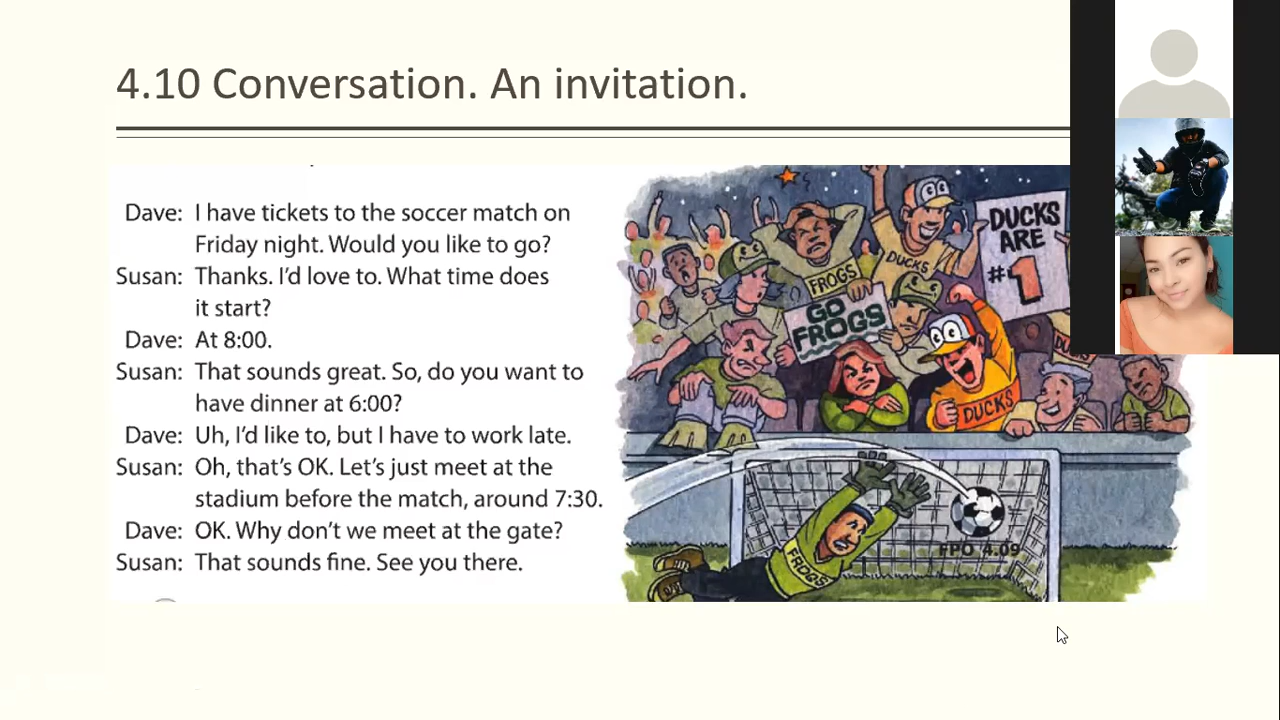 4.10 Conversation. An invitation.
Dave: I have tickets to the soccer match on
Friday night. Would you like to go?
Susan: Thanks. I'd love to. What time does
it start?
Dave: At 8:00.
Susan: That sounds great. So, do you want to
have dinner at 6:00?
Dave: Uh, I'd like to, but I have to work late.
Susan: Oh, that's OK. Let's just meet at the
stadium before the match, around 7:30.
Dave: OK. Why don't we meet at the gate?
Susan: That sounds fine. See you there.
DUCKS
ARE
#1
DUCKS
FROGS
GO
FROGS
DUCKS
FROGS
FPO 4.09